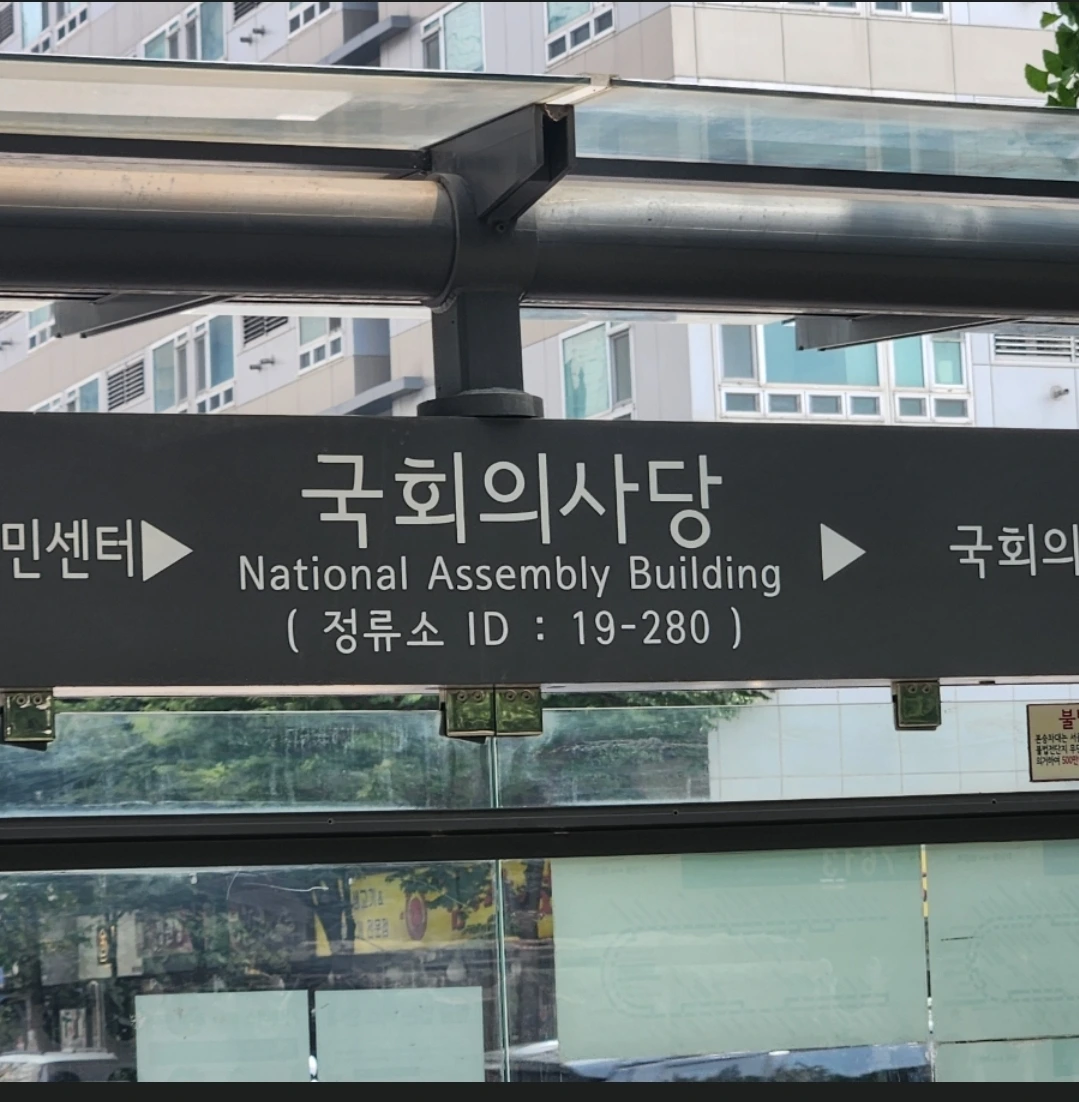 민센터▶
국회의사당
National Assembly Building
( 정류소 ID : 19-280 )
▶
국회의
불